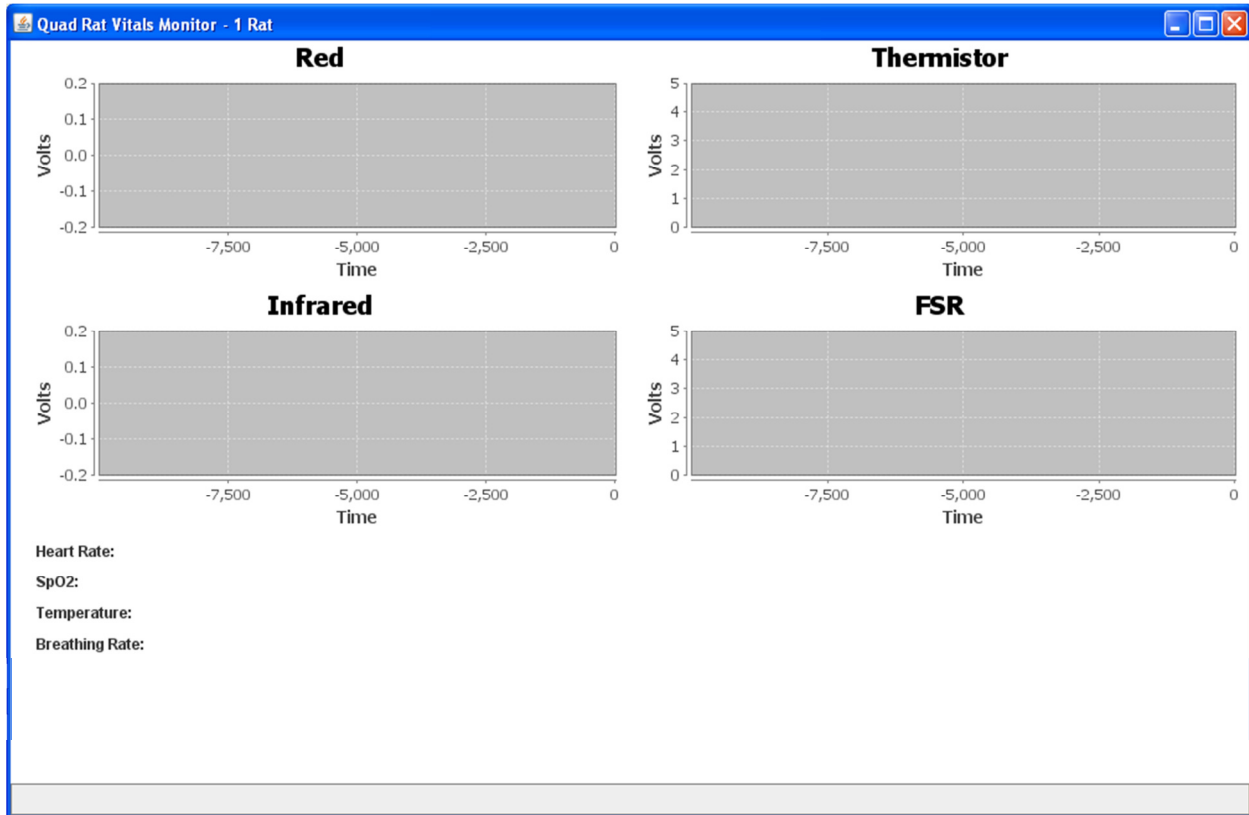 Quad Rat Vitals Monitor - 1 Rat
Red
0.2
0.1
0.0
-0.1
-0.2
Volts
-7,500 -5,000 -2,500 0
Time
Thermistor
5
4
3
2
1
0
Volts
-7,500 -5,000 -2,500 0
Time
Infrared
0.2
0.1
0.0
-0.1
-0.2
Volts
-7,500 -5,000 -2,500 0
Time
FSR
5
4
3
2
1
0
Volts
-7,500 -5,000 -2,500 0
Time
Heart Rate:
SpO2:
Temperature:
Breathing Rate: